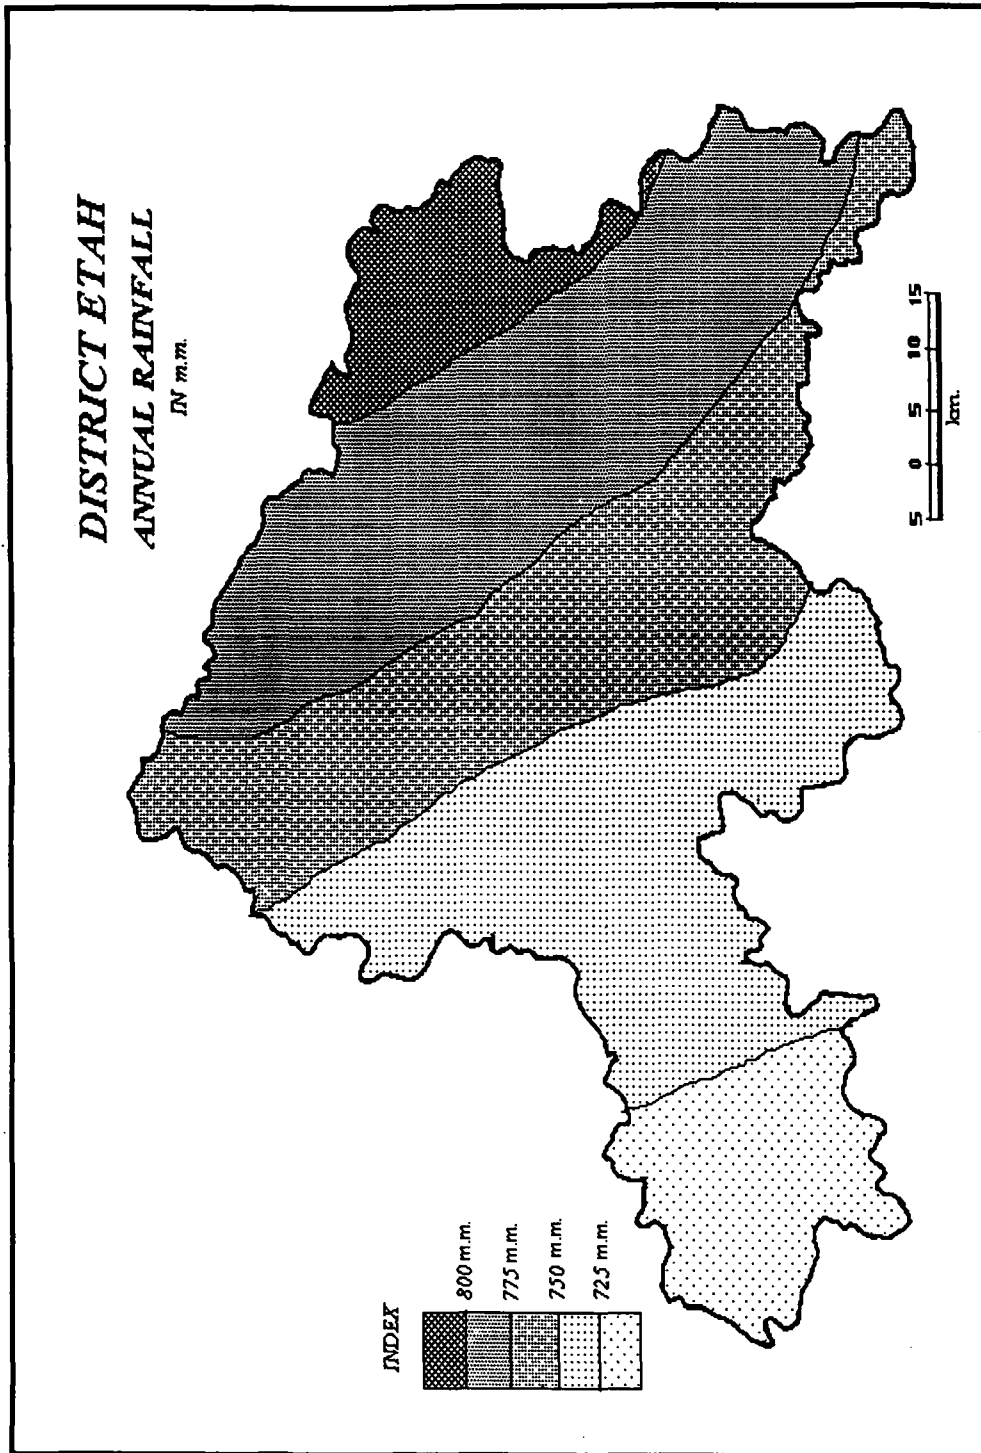 DISTRICT ETAH
ANNUAL RAINFALL
IN m.m.
INDEX
800 m.m.
775 m.m.
750 m.m.
725 m.m.
5 0 5 10 15
km.